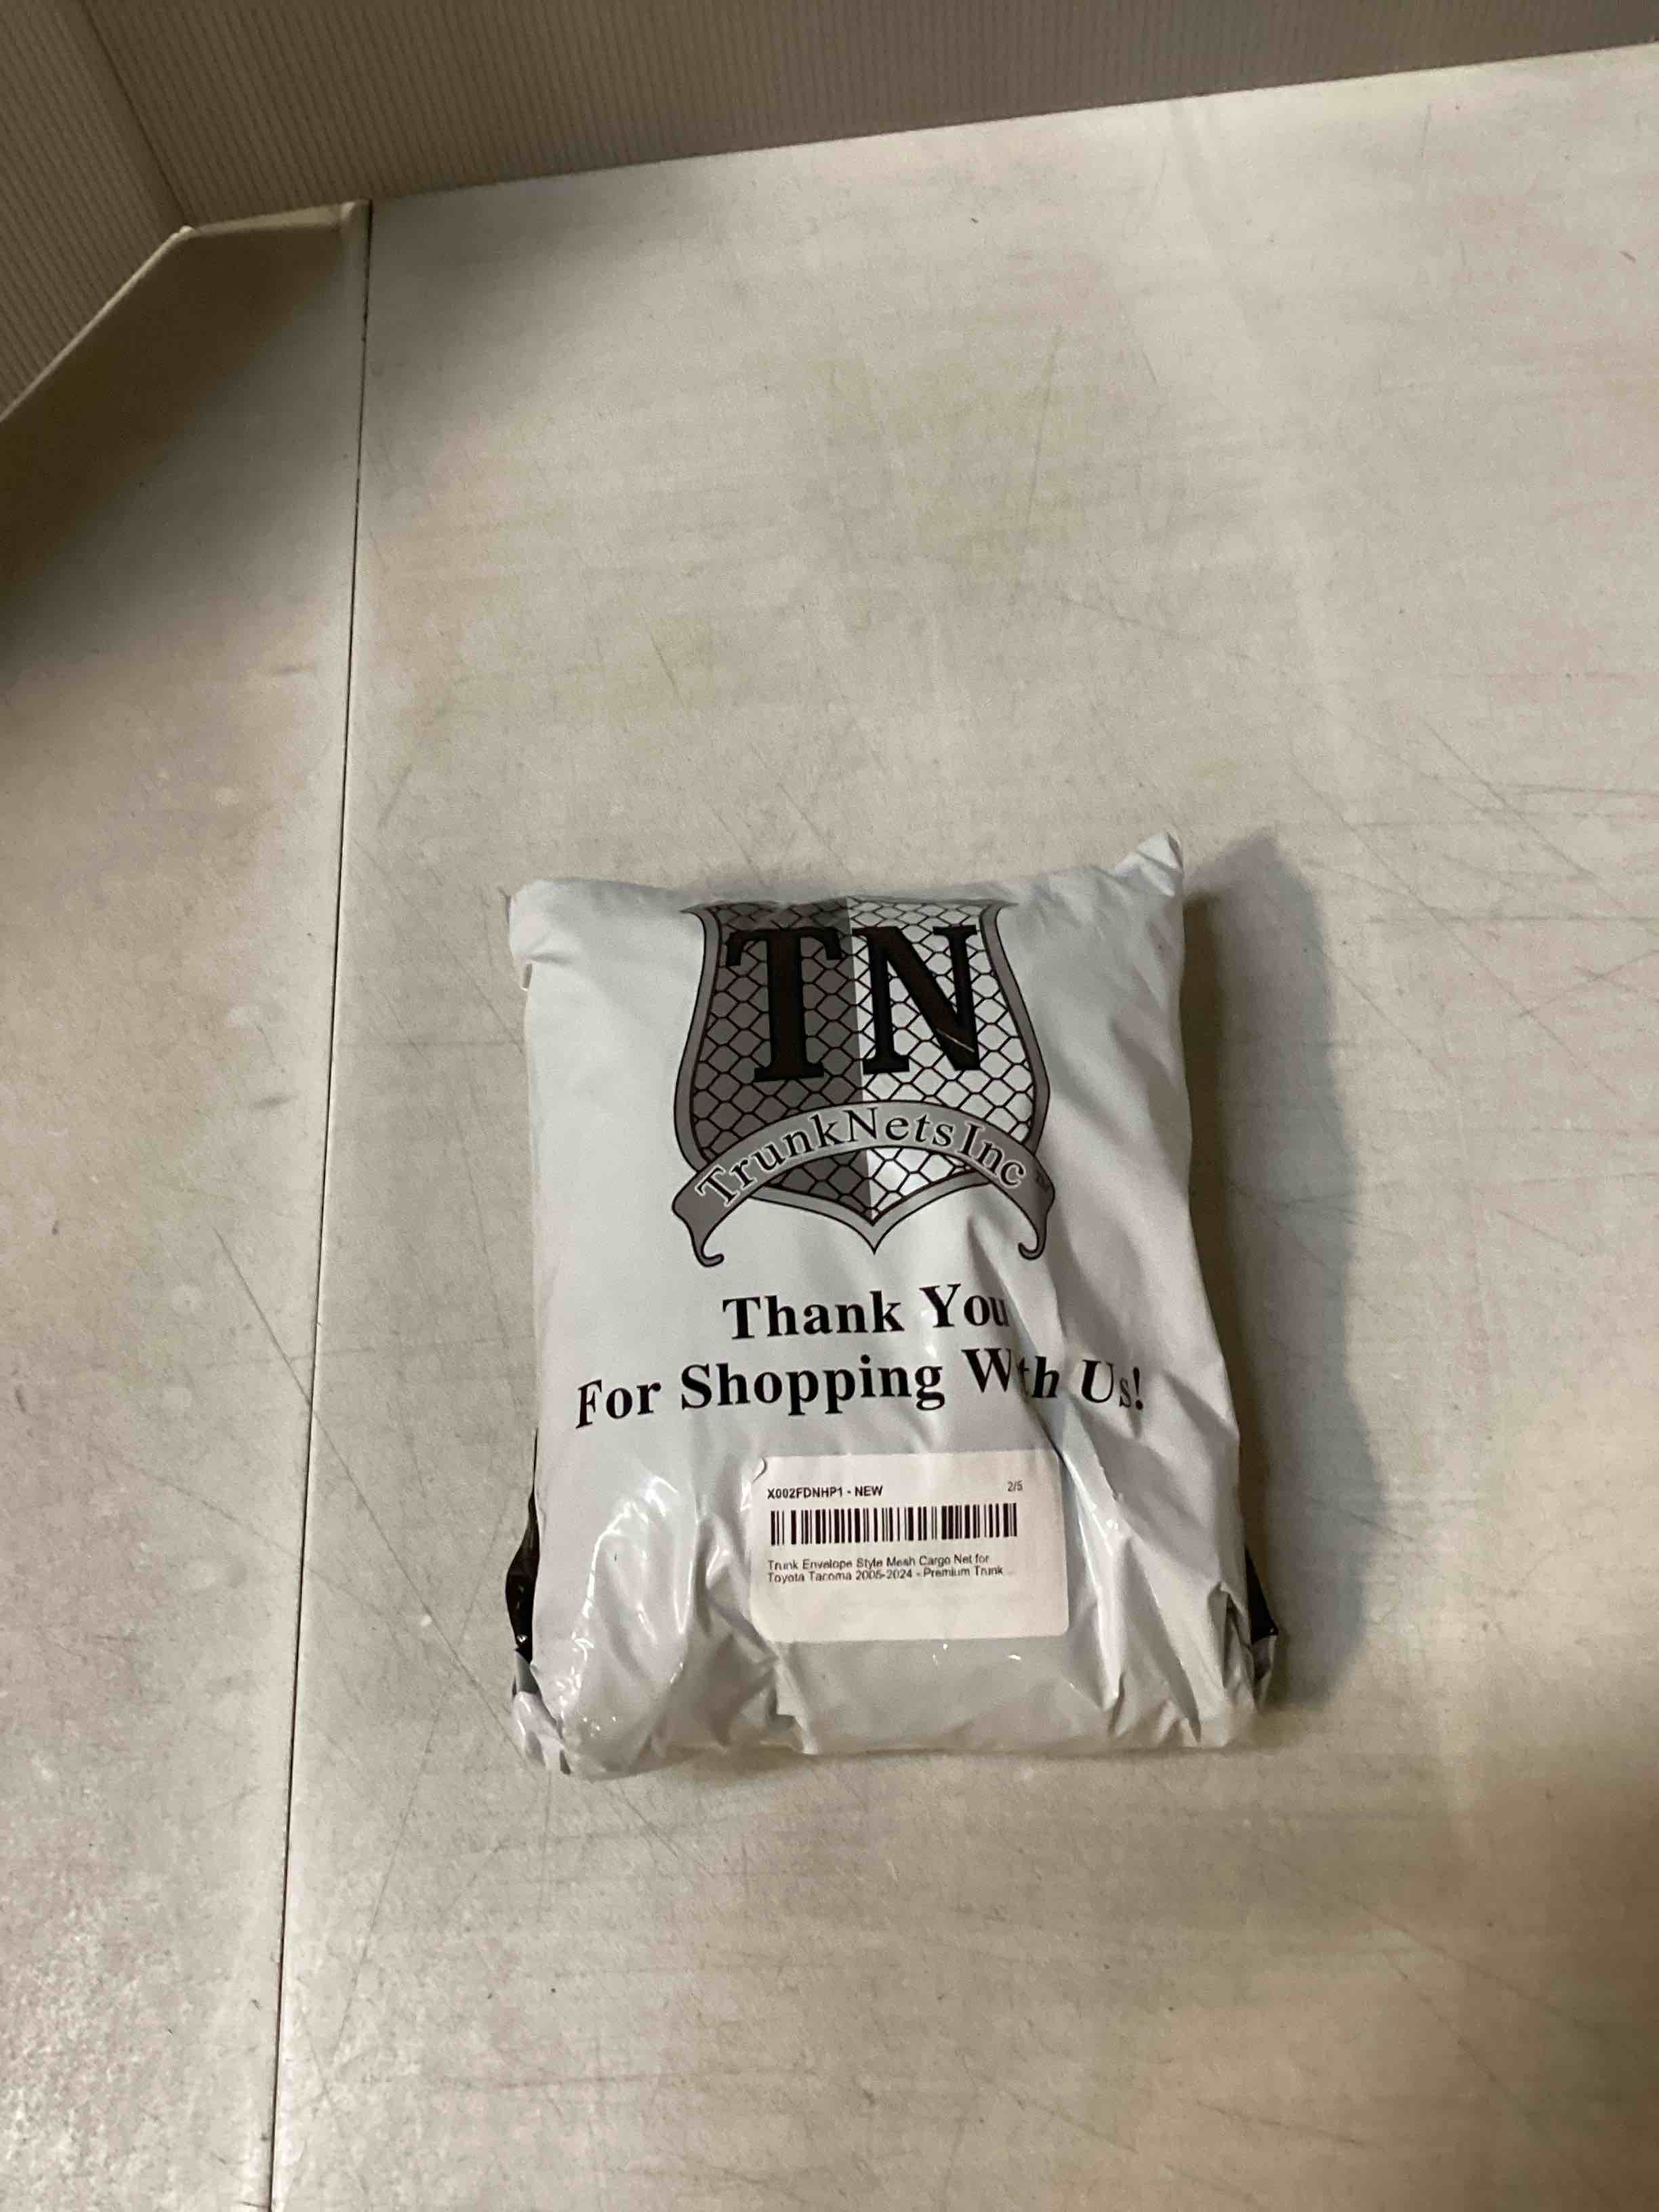 TN
TrunkNetsInc
Thank You
For Shopping With Us!
X002FDNHP1 - NEW 2/5
Trunk Envelope Style Mesh Cargo Net for
Toyota Tacoma 2005-2024 - Premium Trunk